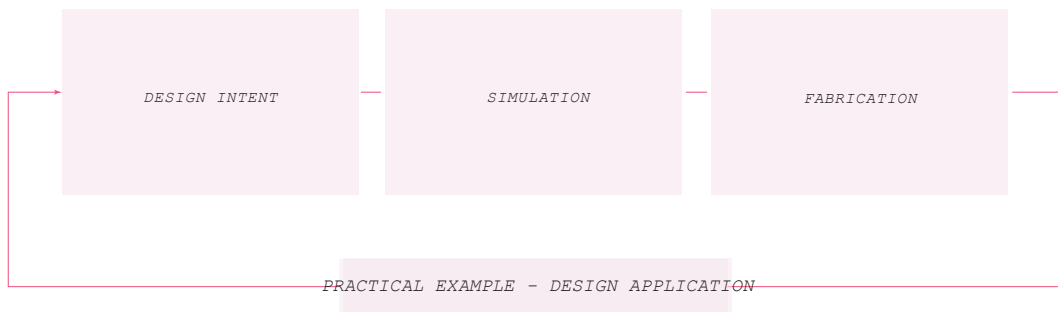 DESIGN INTENT
SIMULATION
FABRICATION
PRACTICAL EXAMPLE - DESIGN APPLICATION